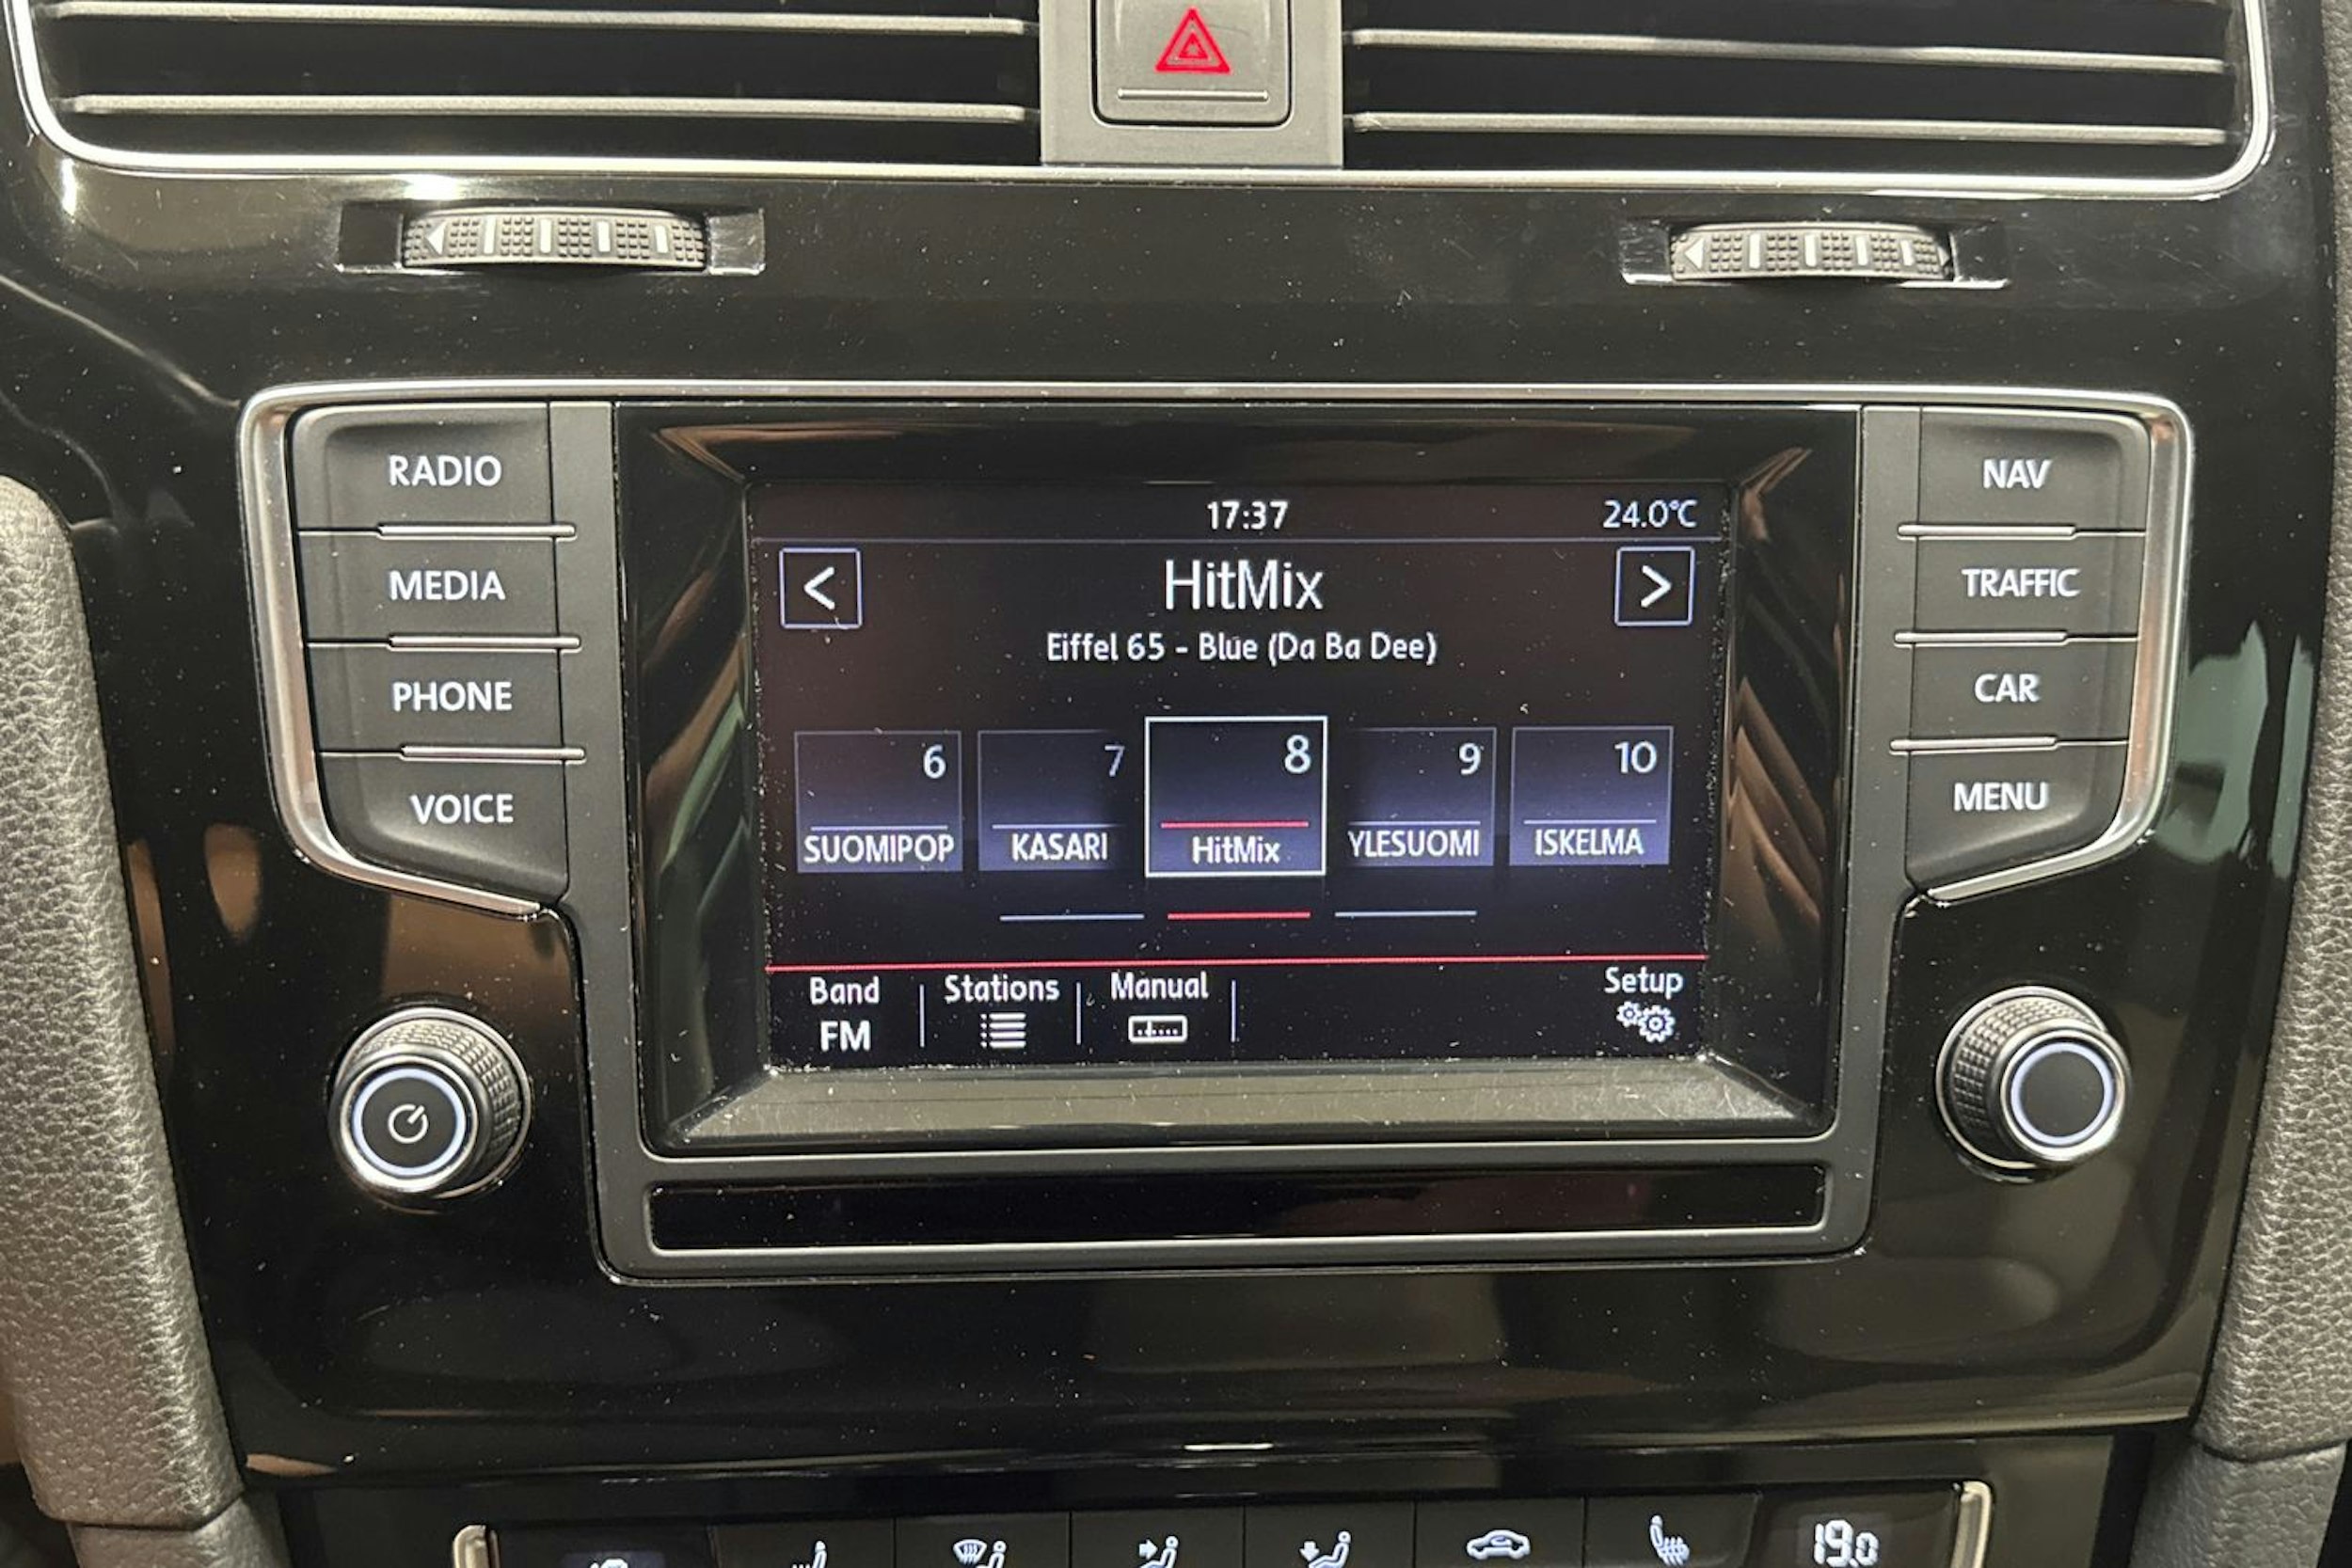 RADIO
MEDIA
PHONE
VOICE
17:37
24.0°C
HitMix
Eiffel 65 - Blue (Da Ba Dee)
6
7
8
9
10
SUOMIPOP
KASARI
HitMix
YLESUOMI
ISKELMA
Band
Stations
Manual
Setup
FM
NAV
TRAFFIC
CAR
MENU
19.0